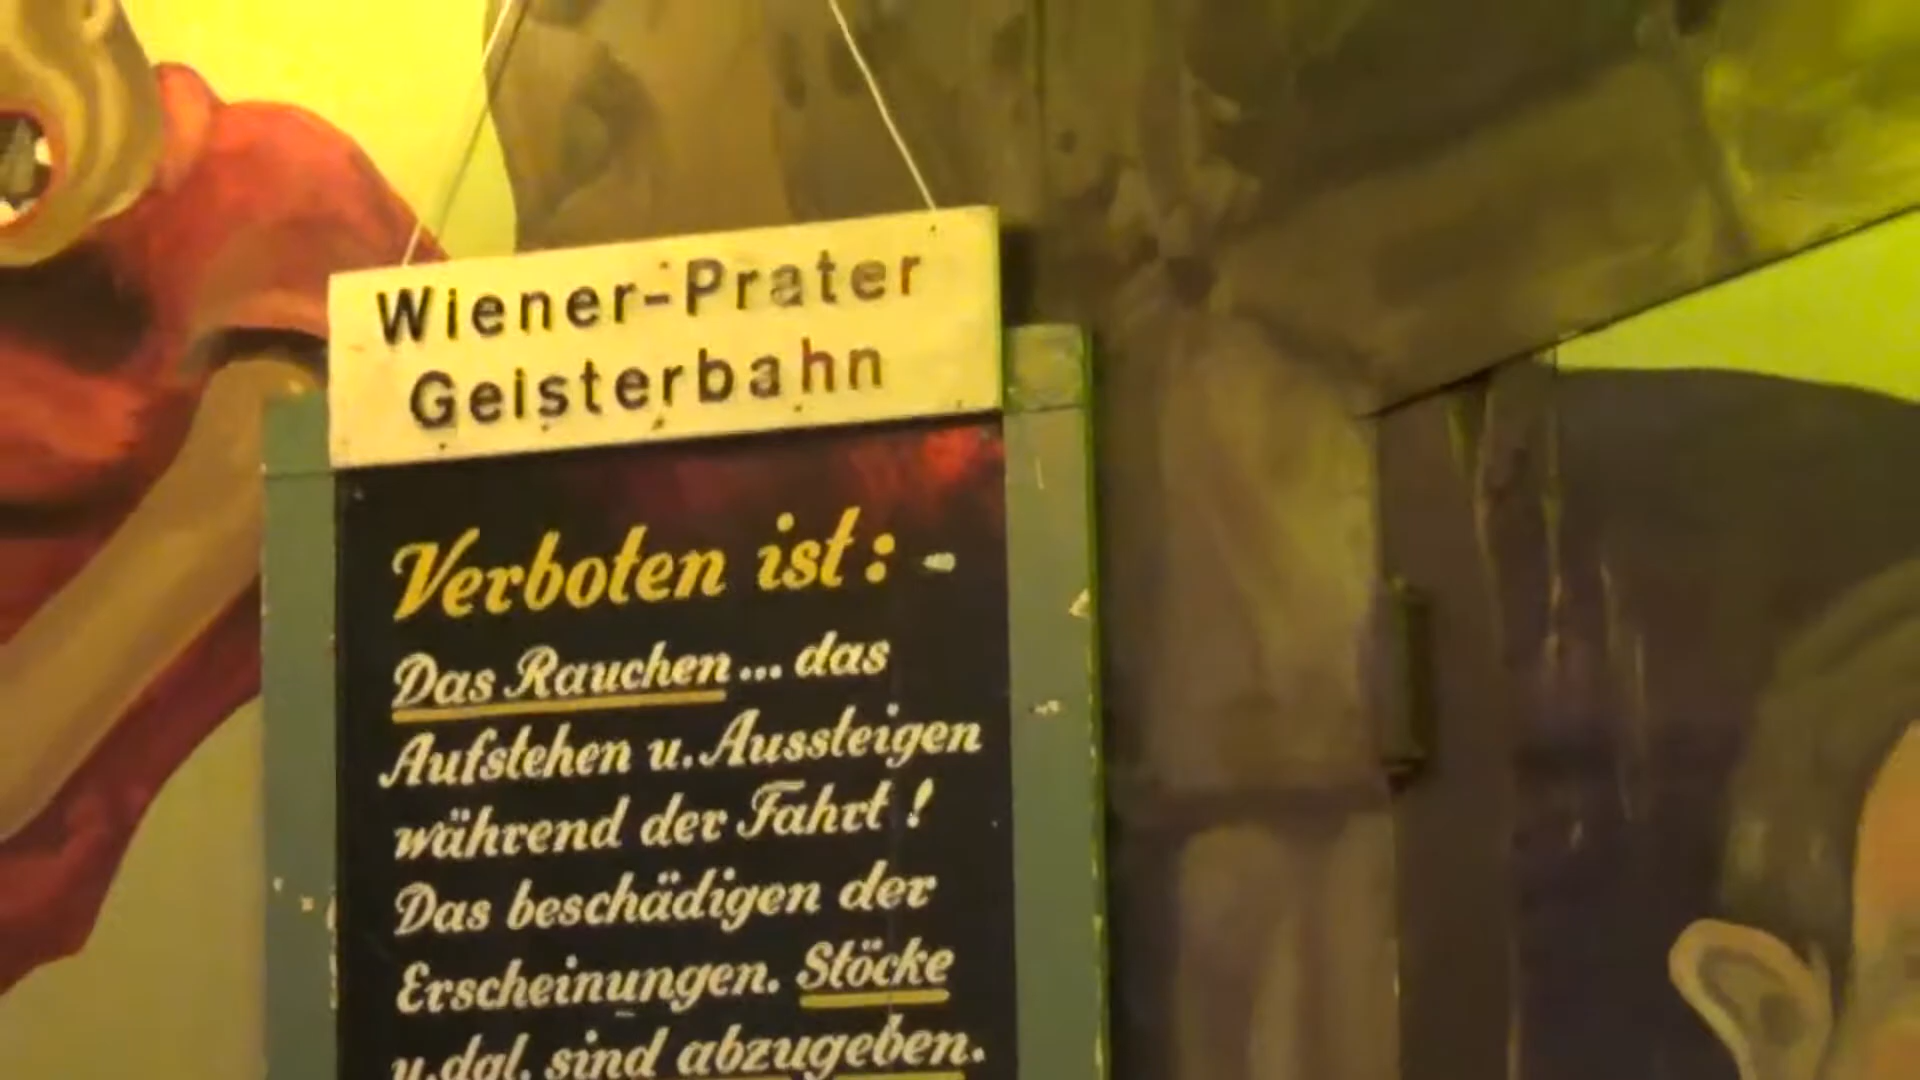 Wiener-Prater
Geisterbahn
Verboten ist:
Das Rauchen... das
Aufstehen u. Aussteigen
während der Fahrt!
Das beschädigen der
Erscheinungen. Stöcke
u. dgl. sind abzugeben.